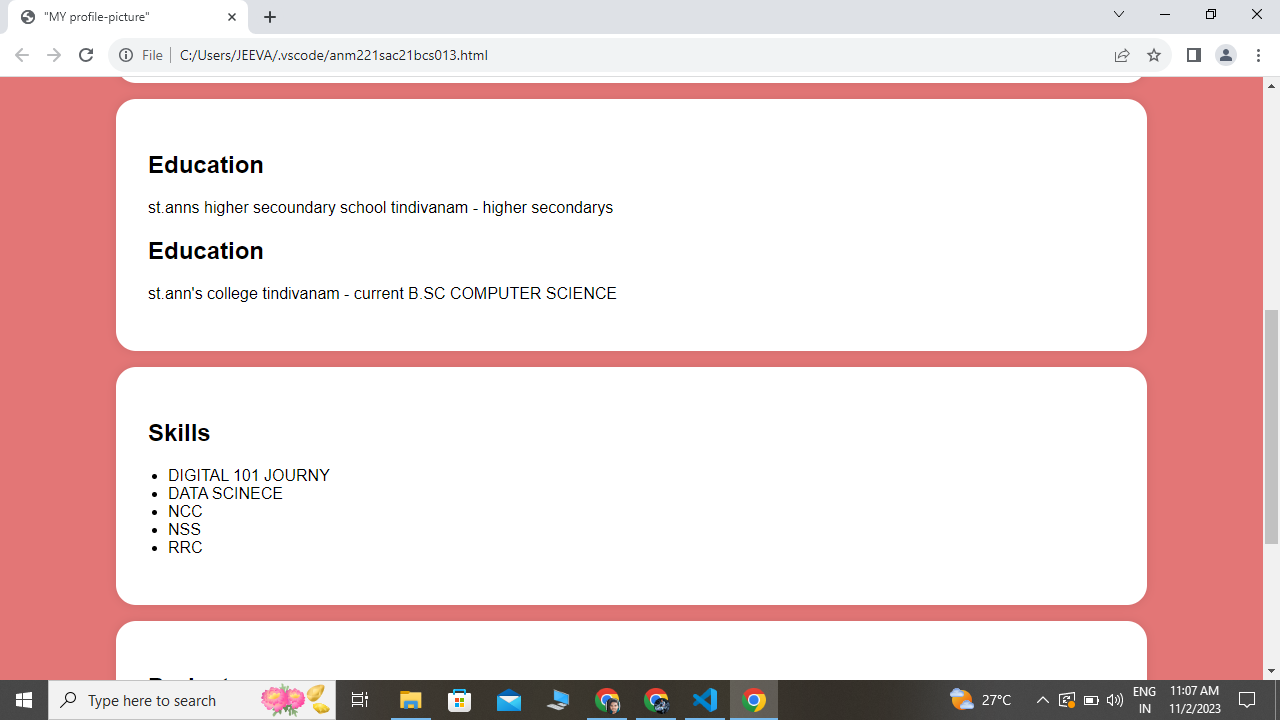 "MY profile-picture"
File
C:/Users/JEEVA/.vscode/anm221sac21bcs013.html
Education
st.anns higher secoundary school tindivanam - higher secondarys
Education
st.ann's college tindivanam - current B.SC COMPUTER SCIENCE
Skills
DIGITAL 101 JOURNY
DATA SCINECE
NCC
NSS
RRC
Type here to search
27°C
ENG
IN
11:07 AM
11/2/2023